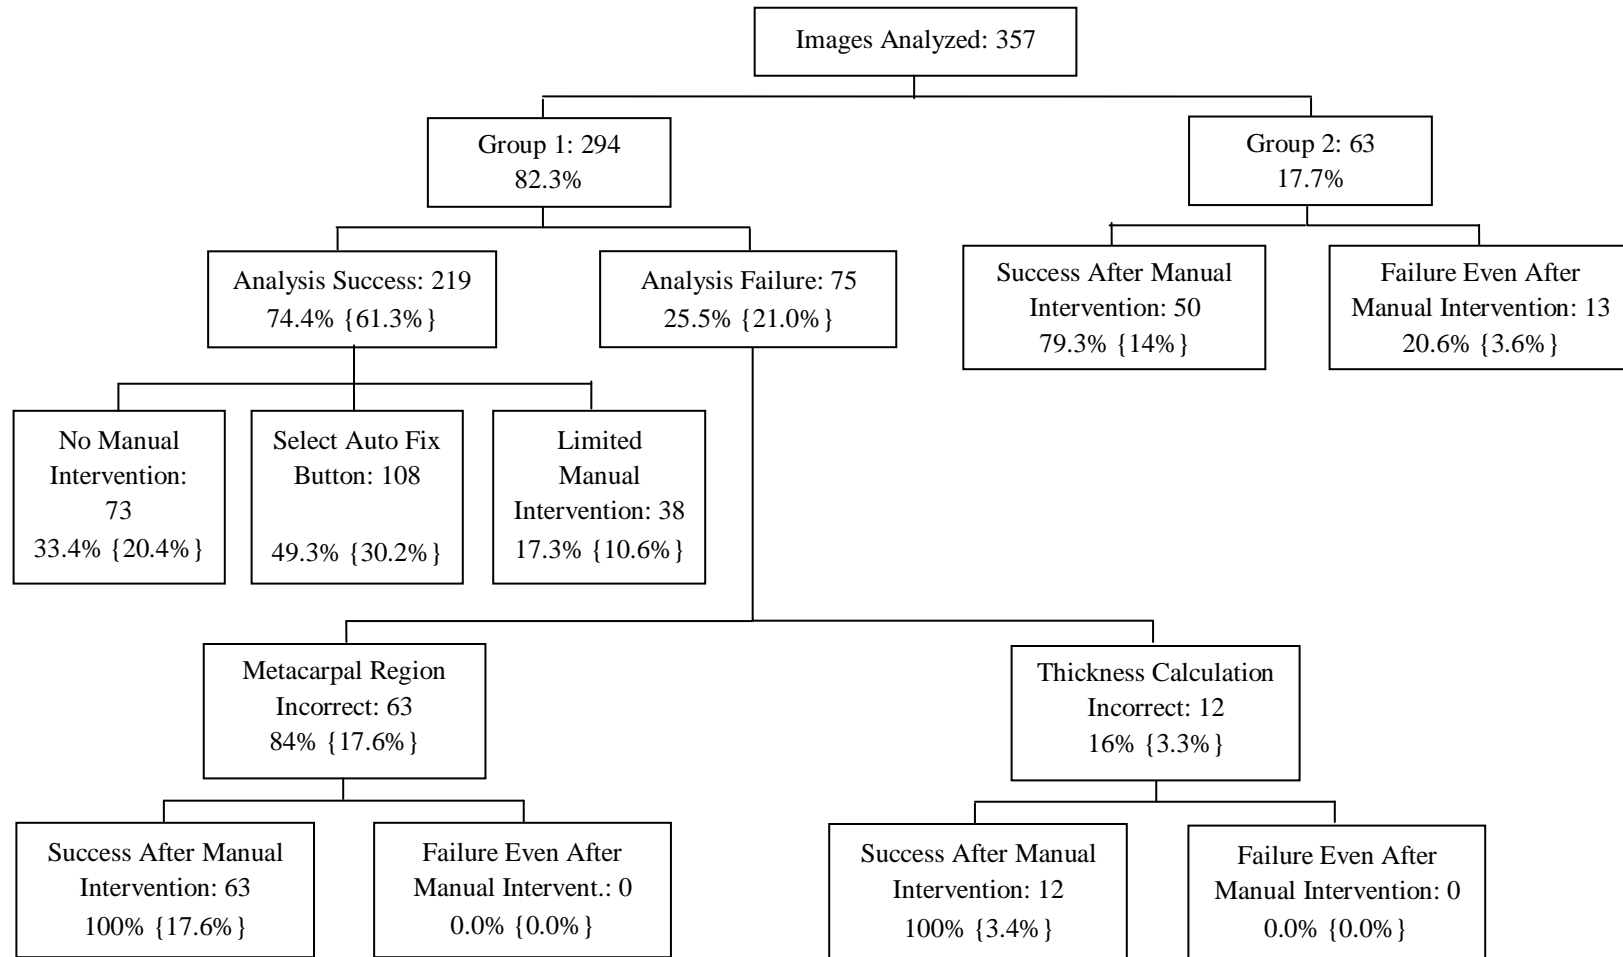 Images Analyzed: 357
Group 1: 294
82.3%
Group 2: 63
17.7%
Analysis Success: 219
74.4% {61.3%}
Analysis Failure: 75
25.5% {21.0%}
Success After Manual
Intervention: 50
79.3% {14%}
Failure Even After
Manual Intervention: 13
20.6% {3.6%}
No Manual
Intervention:
73
33.4% {20.4%}
Select Auto Fix
Button: 108
49.3% {30.2%}
Limited
Manual
Intervention: 38
17.3% {10.6%}
Metacarpal Region
Incorrect: 63
84% {17.6%}
Thickness Calculation
Incorrect: 12
16% {3.3%}
Success After Manual
Intervention: 63
100% {17.6%}
Failure Even After
Manual Intervent.: 0
0.0% {0.0%}
Success After Manual
Intervention: 12
100% {3.4%}
Failure Even After
Manual Intervention: 0
0.0% {0.0%}